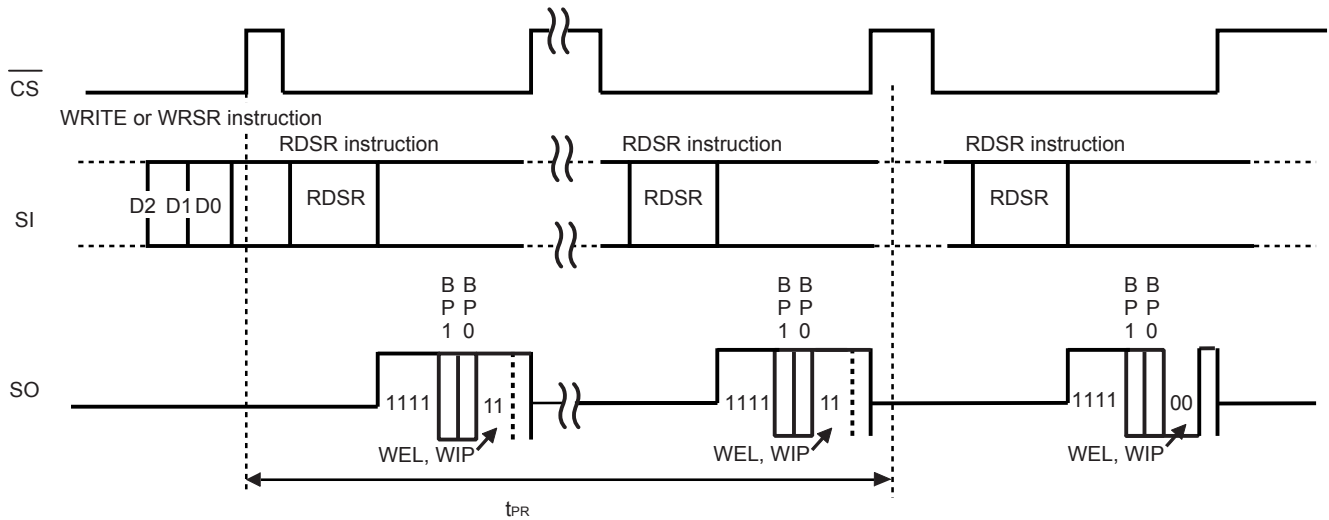 CS
WRITE or WRSR instruction
RDSR instruction RDSR instruction RDSR instruction
D2 D1 D0 RDSR RDSR RDSR
SI
B B B B B B
P P P P P P
1 0 1 0 1 0
SO
1111 11 1111 11 1111 00
WEL, WIP WEL, WIP WEL, WIP
tPR